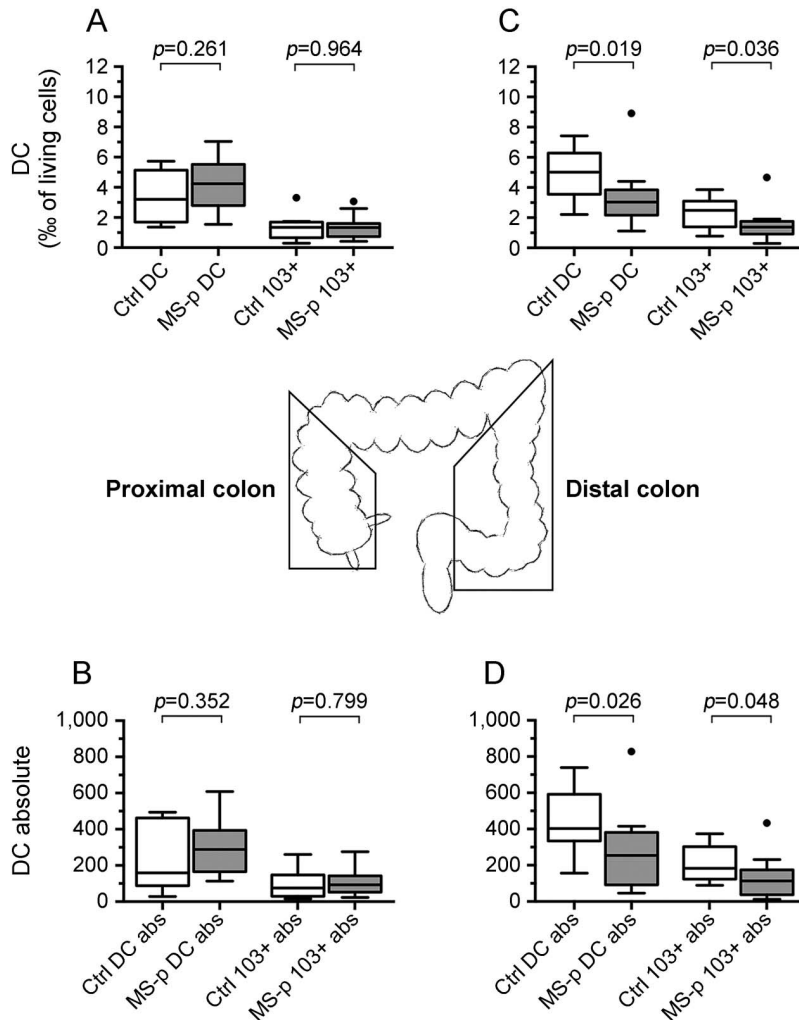 A
p=0.261
p=0.964
DC
(‰ of living cells)
12
10
8
6
4
2
0
Ctrl DC
MS-p DC
Ctrl 103+
MS-p 103+
C
p=0.019
p=0.036
12
10
8
6
4
2
0
Ctrl DC
MS-p DC
Ctrl 103+
MS-p 103+
Proximal colon
Distal colon
B
p=0.352
p=0.799
DC absolute
1,000
800
600
400
200
0
Ctrl DC abs
MS-p DC abs
Ctrl 103+ abs
MS-p 103+ abs
D
p=0.026
p=0.048
1,000
800
600
400
200
0
Ctrl DC abs
MS-p DC abs
Ctrl 103+ abs
MS-p 103+ abs